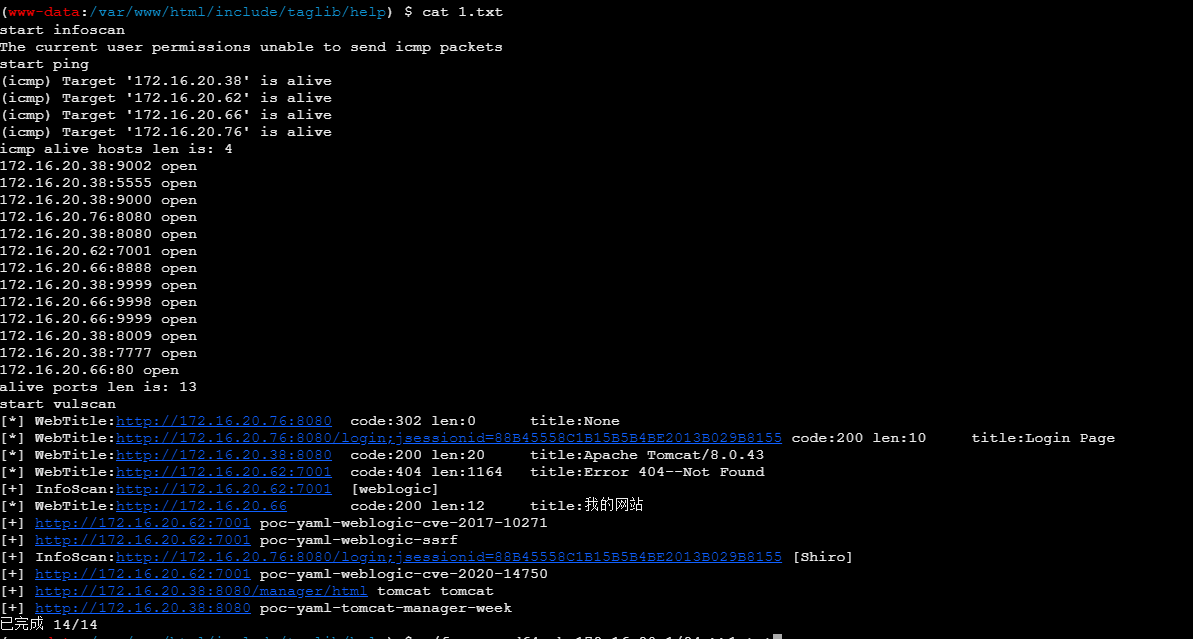 (www-data:/var/www/html/include/taglib/help) $ cat 1.txt
start infoscan
The current user permissions unable to send icmp packets
start ping
(icmp) Target '172.16.20.38' is alive
(icmp) Target '172.16.20.62' is alive
(icmp) Target '172.16.20.66' is alive
(icmp) Target '172.16.20.76' is alive
icmp alive hosts len is: 4
172.16.20.38:9002 open
172.16.20.38:5555 open
172.16.20.38:9000 open
172.16.20.76:8080 open
172.16.20.38:8080 open
172.16.20.62:7001 open
172.16.20.66:8888 open
172.16.20.38:9999 open
172.16.20.66:9998 open
172.16.20.66:9999 open
172.16.20.38:8009 open
172.16.20.38:7777 open
172.16.20.66:80 open
alive ports len is: 13
start vulscan
[*] WebTitle:http://172.16.20.76:8080 code:302 len:0 title:None
[*] WebTitle:http://172.16.20.76:8080/login;jsessionid=88B45558C1B15B5B4BE2013B029B8155 code:200 len:10 title:Login Page
[*] WebTitle:http://172.16.20.38:8080 code:200 len:20 title:Apache Tomcat/8.0.43
[*] WebTitle:http://172.16.20.62:7001 code:404 len:1164 title:Error 404--Not Found
[+] InfoScan:http://172.16.20.62:7001 [weblogic]
[*] WebTitle:http://172.16.20.66 code:200 len:12 title:我的网站
[+] http://172.16.20.62:7001 poc-yaml-weblogic-cve-2017-10271
[+] http://172.16.20.62:7001 poc-yaml-weblogic-ssrf
[+] InfoScan:http://172.16.20.76:8080/login;jsessionid=88B45558C1B15B5B4BE2013B029B8155 [Shiro]
[+] http://172.16.20.62:7001 poc-yaml-weblogic-cve-2020-14750
[+] http://172.16.20.38:8080/manager/html tomcat tomcat
[+] http://172.16.20.38:8080 poc-yaml-tomcat-manager-week
已完成 14/14